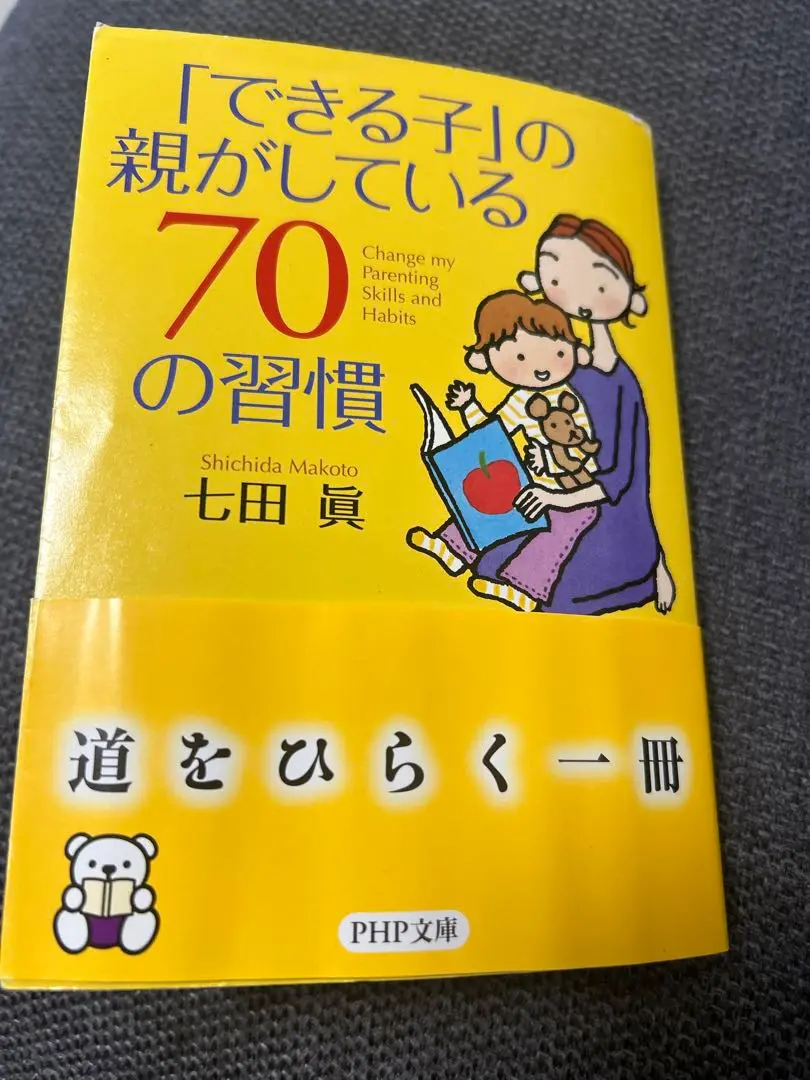 「できる子」の
親がしている
70
Change my
Parenting
Skills and
Habits
の習慣
Shichida Makoto
七田 眞
道をひらく一冊
PHP文庫